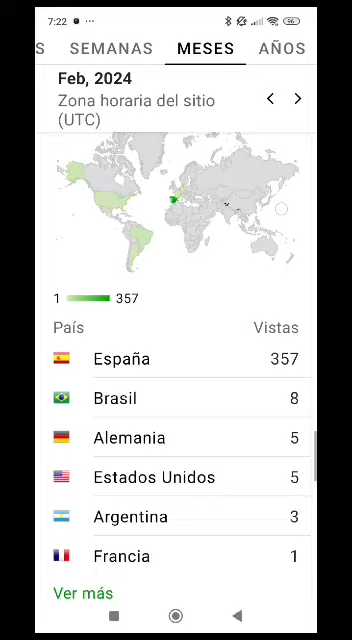 7:22
96
S SEMANAS MESES AÑOS
Feb, 2024
Zona horaria del sitio
(UTC)
1 357
País Vistas
España 357
Brasil 8
Alemania 5
Estados Unidos 5
Argentina 3
Francia 1
Ver más